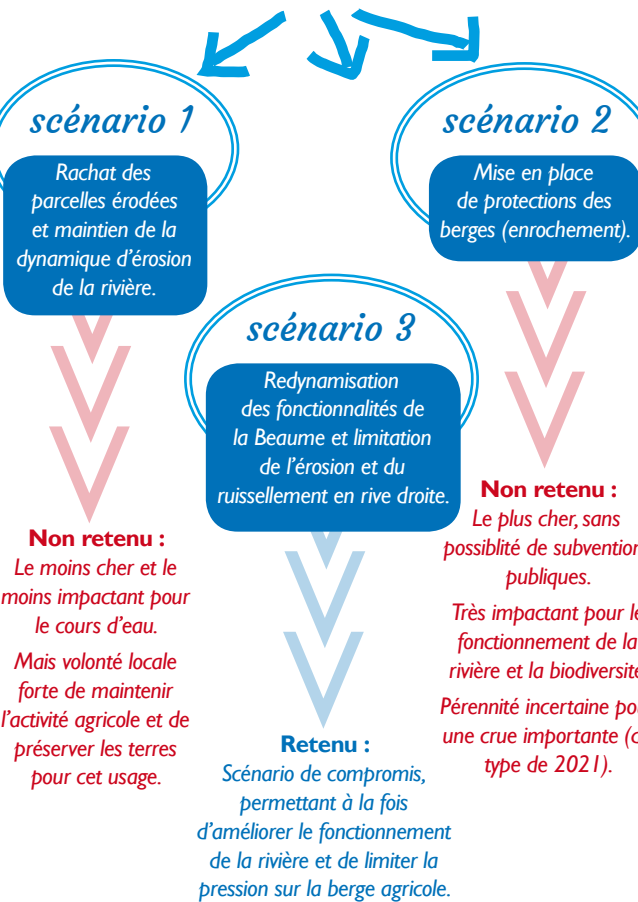 scénario 1
Rachat des
parcelles érodées
et maintien de la
dynamique d'érosion
de la rivière.
Non retenu :
Le moins cher et le
moins impactant pour
le cours d'eau.
Mais volonté locale
forte de maintenir
l'activité agricole et de
préserver les terres
pour cet usage.
scénario 3
Redynamisation
des fonctionnalités de
la Beaume et limitation
de l'érosion et du
ruissellement en rive droite.
Retenu :
Scénario de compromis,
permettant à la fois
d'améliorer le fonctionnement
de la rivière et de limiter la
pression sur la berge agricole.
scénario 2
Mise en place
de protections des
berges (enrochement).
Non retenu :
Le plus cher, sans
possiblité de subvention
publiques.
Très impactant pour le
fonctionnement de la
rivière et la biodiversité
Pérennité incertaine pou
une crue importante (
type de 2021).